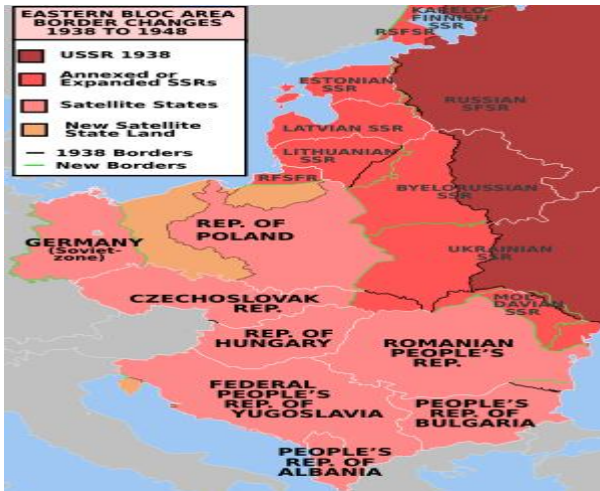 EASTERN BLOC AREA
BORDER CHANGES
1938 TO 1948
USSR 1938
Annexed or
Expanded SSRs
Satellite States
New Satellite
State Land
1938 Borders
New Borders
KARELO-
FINNISH
SSR
RSFSR
ESTONIAN
SSR
RUSSIAN
SFSR
LATVIAN SSR
LITHUANIAN
SSR
RFSFR
BYELORUSSIAN
SSR
REP. OF
POLAND
GERMANY
(Soviet-
zone)
UKRAINIAN
SSR
CZECHOSLOVAK
REP.
MOL-
DAVIAN
SSR
REP. OF
HUNGARY
ROMANIAN
PEOPLE'S
REP.
FEDERAL
PEOPLE'S
REP. OF
YUGOSLAVIA
PEOPLE'S
REP. OF
BULGARIA
PEOPLE'S
REP. OF
ALBANIA